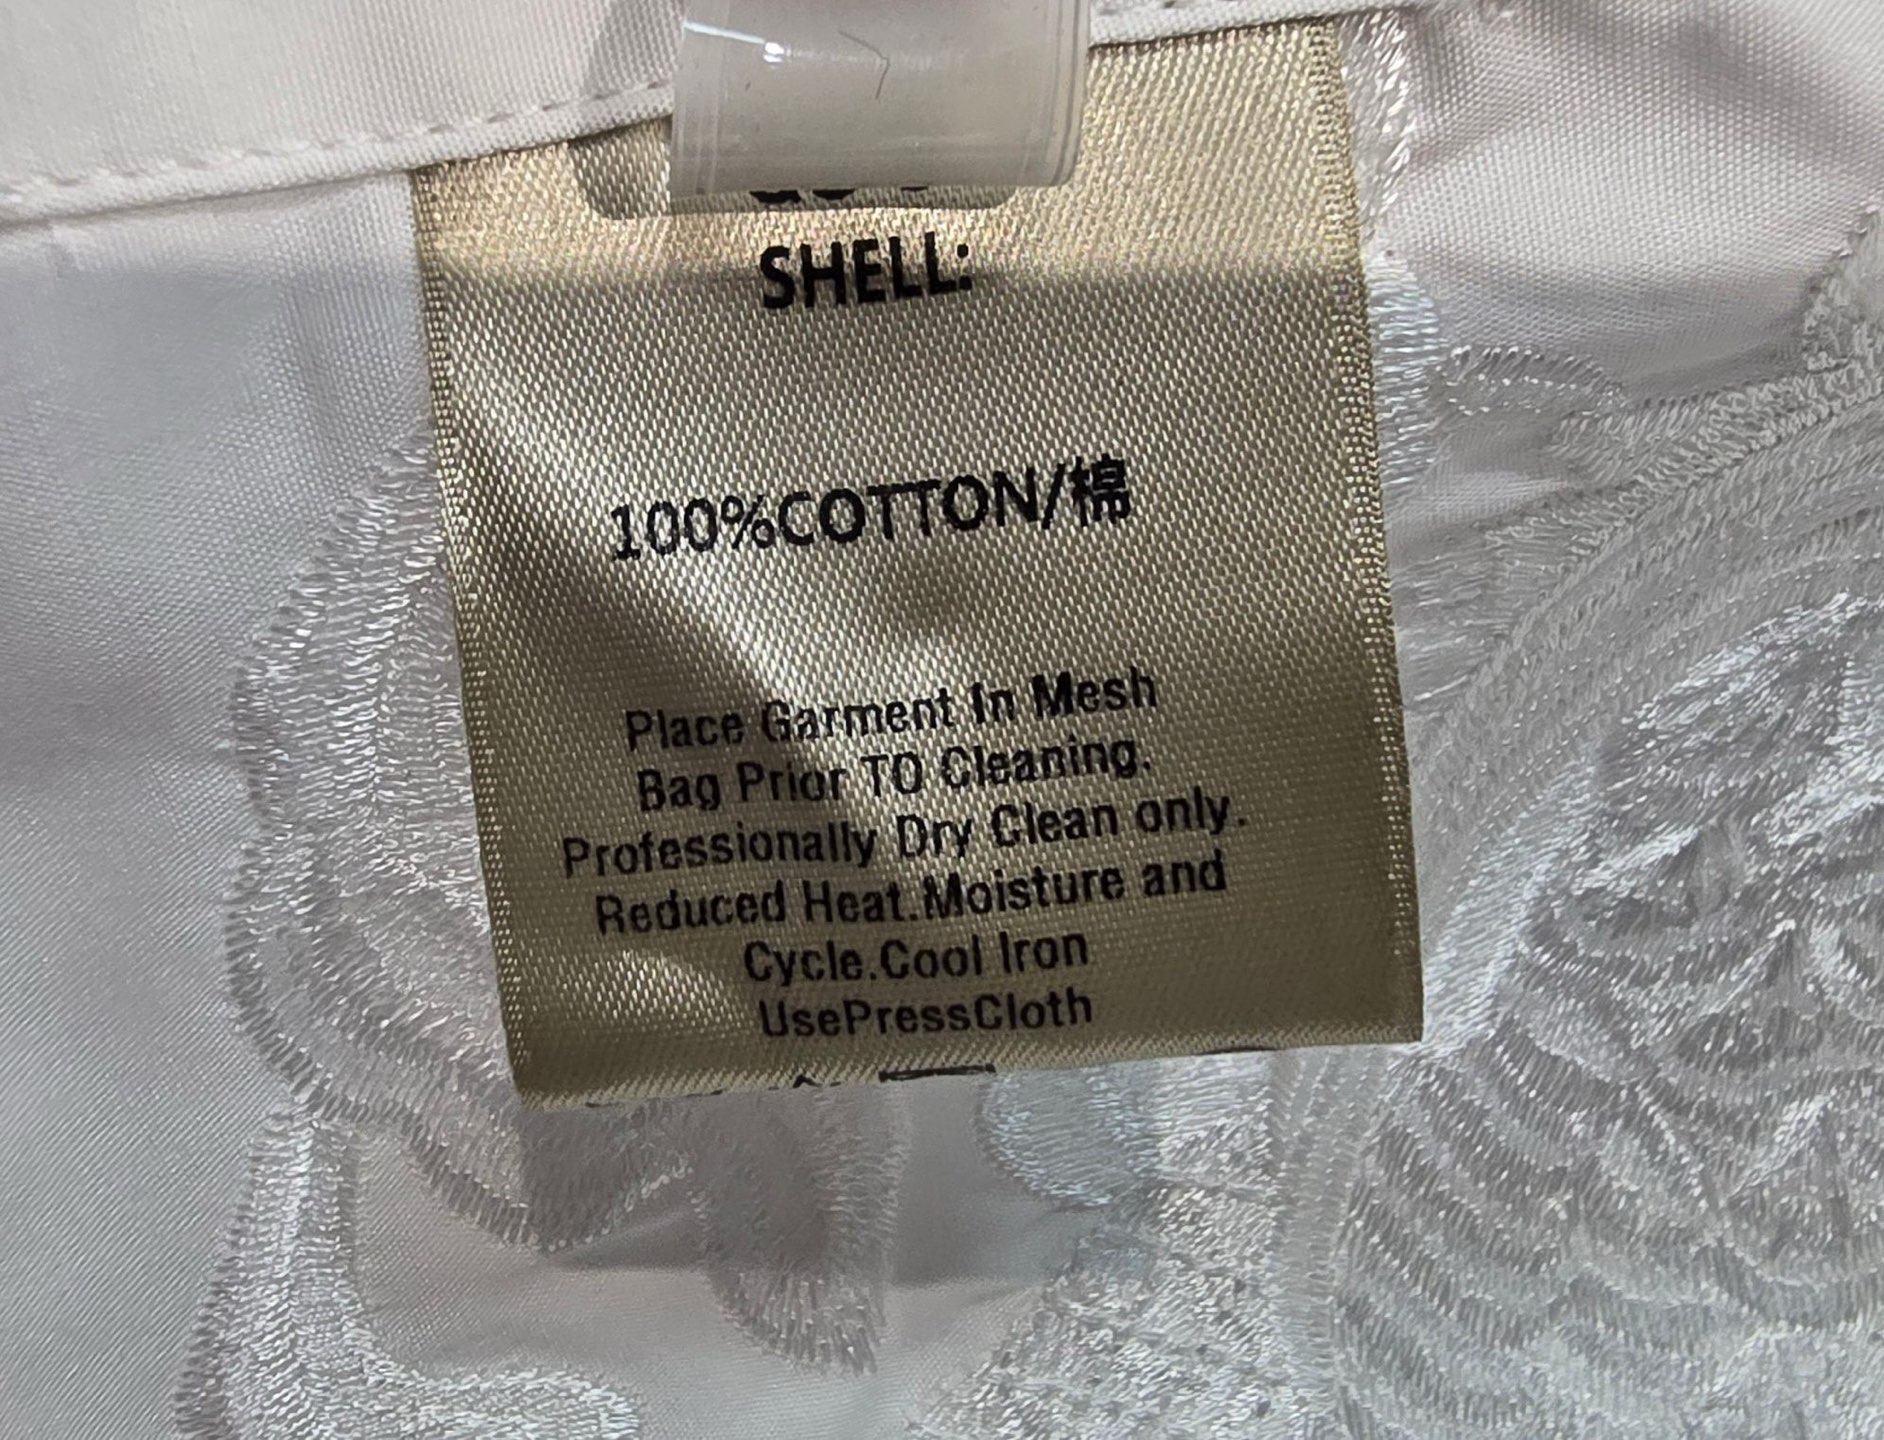 SHELL:
100%COTTON/棉
Place Garment In Mesh
Bag Prior TO Cleaning.
Professionally Dry Clean only.
Reduced Heat.Moisture and
Cycle.Cool Iron
UsePressCloth